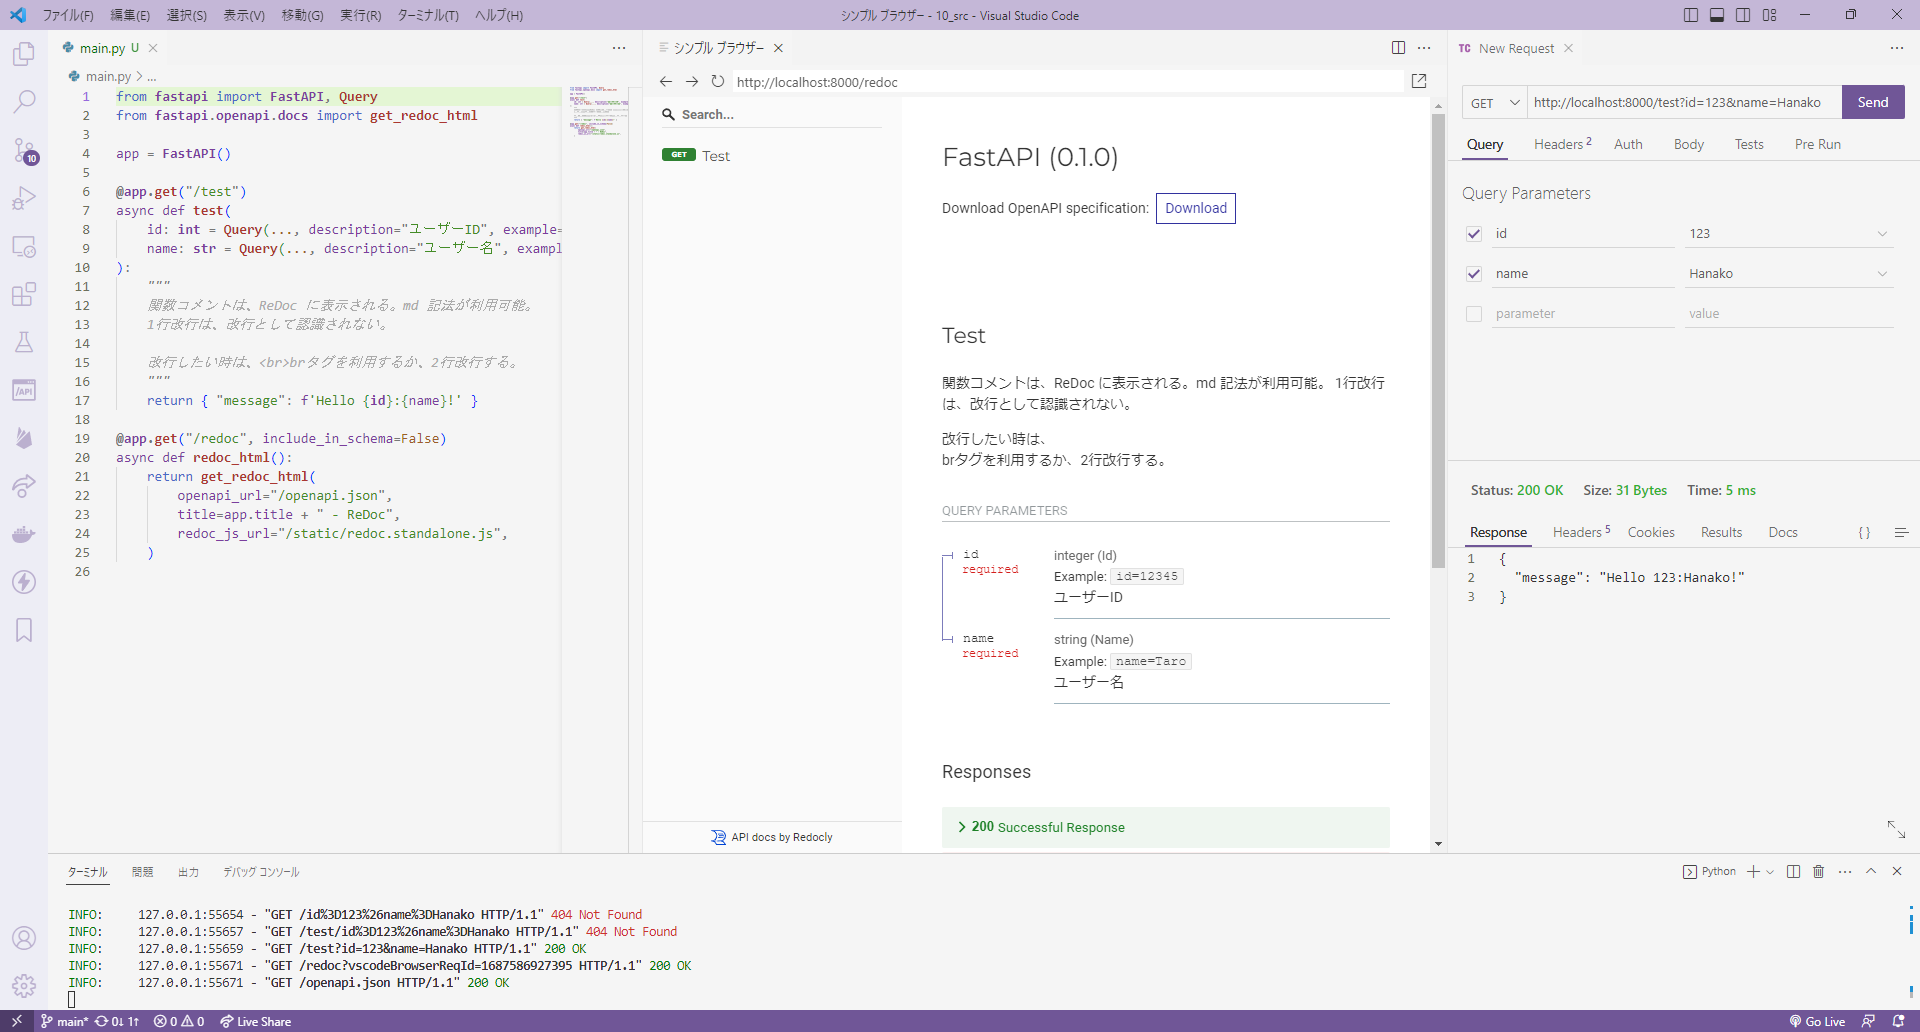 ファイル(F) 編集(E) 選択(S) 表示(V) 移動(G) 実行(R) ターミナル(T) ヘルプ(H)
シンプル ブラウザー - 10_src - Visual Studio Code
main.py U
main.py > ...
1 from fastapi import FastAPI, Query
2 from fastapi.openapi.docs import get_redoc_html
3
4 app = FastAPI()
5
6 @app.get("/test")
7 async def test(
8 id: int = Query(..., description="ユーザーID", example=
9 name: str = Query(..., description="ユーザー名", exampl
10 ):
11 """
12 関数コメントは、ReDoc に表示される。md 記法が利用可能。
13 1行改行は、改行として認識されない。
14
15 改行したい時は、<br>brタグを利用するか、2行改行する。
16 """
17 return { "message": f'Hello {id}:{name}!' }
18
19 @app.get("/redoc", include_in_schema=False)
20 async def redoc_html():
21 return get_redoc_html(
22 openapi_url="/openapi.json",
23 title=app.title + " - ReDoc",
24 redoc_js_url="/static/redoc.standalone.js",
25 )
26
10
/API
シンプル ブラウザー
http://localhost:8000/redoc
Search...
GET Test
API docs by Redocly
FastAPI (0.1.0)
Download OpenAPI specification: Download
Test
関数コメントは、ReDoc に表示される。md 記法が利用可能。 1行改行
は、改行として認識されない。
改行したい時は、
brタグを利用するか、2行改行する。
QUERY PARAMETERS
id
required
integer (Id)
Example: id=12345
ユーザーID
name
required
string (Name)
Example: name=Taro
ユーザー名
Responses
200 Successful Response
TC New Request
GET http://localhost:8000/test?id=123&name=Hanako Send
Query Headers 2 Auth Body Tests Pre Run
Query Parameters
id 123
name Hanako
parameter value
Status: 200 OK Size: 31 Bytes Time: 5 ms
Response Headers 5 Cookies Results Docs { }
1 {
2 "message": "Hello 123:Hanako!"
3 }
ターミナル 問題 出力 デバッグ コンソール
Python
INFO: 127.0.0.1:55654 - "GET /id%3D123%26name%3DHanako HTTP/1.1" 404 Not Found
INFO: 127.0.0.1:55657 - "GET /test/id%3D123%26name%3DHanako HTTP/1.1" 404 Not Found
INFO: 127.0.0.1:55659 - "GET /test?id=123&name=Hanako HTTP/1.1" 200 OK
INFO: 127.0.0.1:55671 - "GET /redoc?vscodeBrowserReqId=1687586927395 HTTP/1.1" 200 OK
INFO: 127.0.0.1:55671 - "GET /openapi.json HTTP/1.1" 200 OK
main* 0↓ 1↑ 0 0 Live Share
Go Live